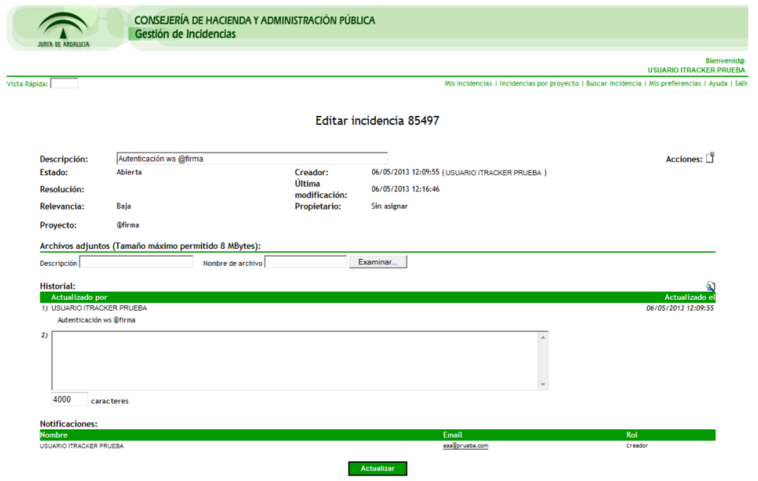 CONSEJERÍA DE HACIENDA Y ADMINISTRACIÓN PÚBLICA
Gestión de Incidencias
JUNTA DE ANDALUCIA
Bienvenid@
USUARIO ITRACKER PRUEBA
Vista Rápida:
Mis incidencias | Incidencias por proyecto | Buscar incidencia | Mis preferencias | Ayuda | Salir
Editar incidencia 85497
Descripción: Autenticación ws @firma Acciones:
Estado: Abierta Creador: 06/05/2013 12:09:55 ( USUARIO ITRACKER PRUEBA )
Resolución: Última modificación: 06/05/2013 12:16:46
Relevancia: Baja Propietario: Sin asignar
Proyecto: @firma
Archivos adjuntos (Tamaño máximo permitido 8 MBytes):
Descripción Nombre de archivo Examinar...
Historial:
Actualizado por Actualizado el
1) USUARIO ITRACKER PRUEBA 06/05/2013 12:09:55
Autenticación ws @firma
2)
4000 caracteres
Notificaciones:
Nombre Email Rol
USUARIO ITRACKER PRUEBA aaa@prueba.com Creador
Actualizar